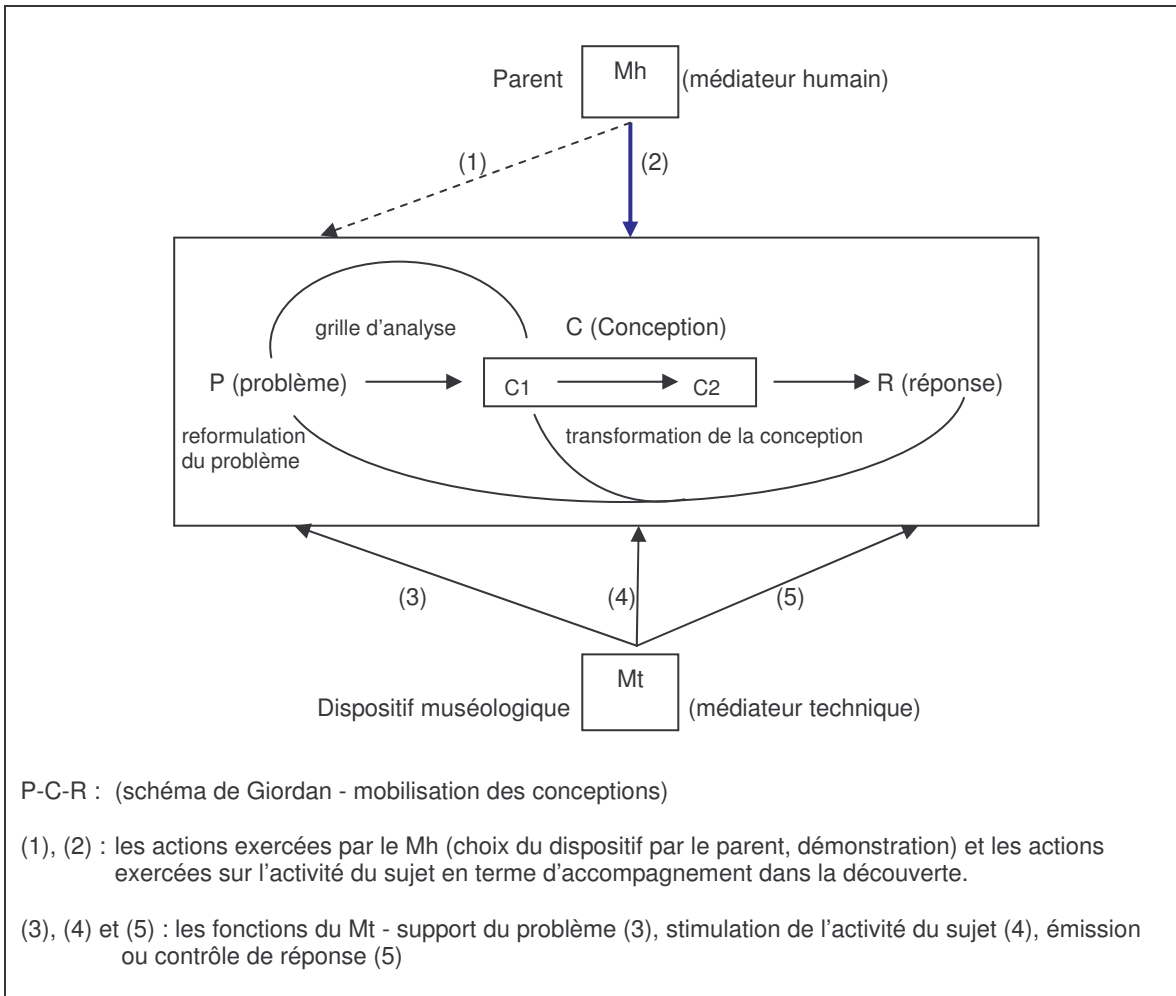 Mh
Parent (médiateur humain)
(1) (2)
grille d'analyse C (Conception)
P (problème) C1 C2 R (réponse)
reformulation transformation de la conception
du problème
(3) (4) (5)
Mt
Dispositif muséologique (médiateur technique)
P-C-R : (schéma de Giordan - mobilisation des conceptions)
(1), (2) : les actions exercées par le Mh (choix du dispositif par le parent, démonstration) et les actions
exercées sur l'activité du sujet en terme d'accompagnement dans la découverte.
(3), (4) et (5) : les fonctions du Mt - support du problème (3), stimulation de l'activité du sujet (4), émission
ou contrôle de réponse (5)